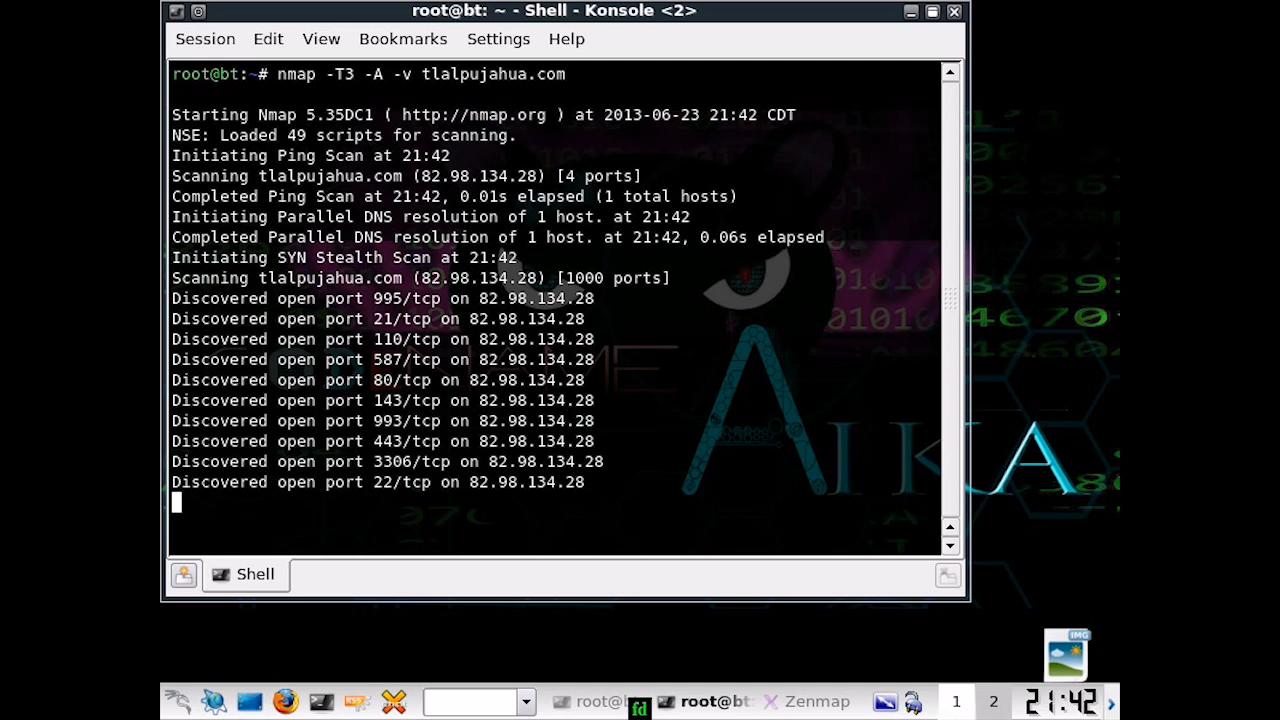 root@bt: ~ - Shell - Konsole <2>
Session Edit View Bookmarks Settings Help
root@bt:~# nmap -T3 -A -v tlalpujahua.com
Starting Nmap 5.35DC1 ( http://nmap.org ) at 2013-06-23 21:42 CDT
NSE: Loaded 49 scripts for scanning.
Initiating Ping Scan at 21:42
Scanning tlalpujahua.com (82.98.134.28) [4 ports]
Completed Ping Scan at 21:42, 0.01s elapsed (1 total hosts)
Initiating Parallel DNS resolution of 1 host. at 21:42
Completed Parallel DNS resolution of 1 host. at 21:42, 0.06s elapsed
Initiating SYN Stealth Scan at 21:42
Scanning tlalpujahua.com (82.98.134.28) [1000 ports]
Discovered open port 995/tcp on 82.98.134.28
Discovered open port 21/tcp on 82.98.134.28
Discovered open port 110/tcp on 82.98.134.28
Discovered open port 587/tcp on 82.98.134.28
Discovered open port 80/tcp on 82.98.134.28
Discovered open port 143/tcp on 82.98.134.28
Discovered open port 993/tcp on 82.98.134.28
Discovered open port 443/tcp on 82.98.134.28
Discovered open port 3306/tcp on 82.98.134.28
Discovered open port 22/tcp on 82.98.134.28
AIKA
Shell
IMG
root@b root@bt: Zenmap 1 2 21:42
fd